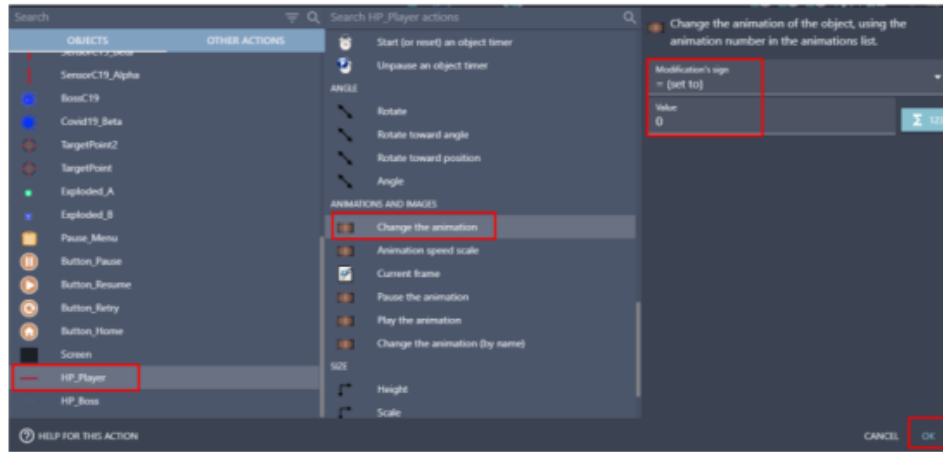 Search
OBJECTS
OTHER ACTIONS
SensorC19_Beta
SensorC19_Alpha
BossC19
Covid19_Beta
TargetPoint2
TargetPoint
Exploded_A
Exploded_B
Pause_Menu
Button_Pause
Button_Resume
Button_Retry
Button_Home
Screen
HP_Player
HP_Boss
HELP FOR THIS ACTION
Search HP_Player actions
Start (or reset) an object timer
Unpause an object timer
ANGLE
Rotate
Rotate toward angle
Rotate toward position
Angle
ANIMATIONS AND IMAGES
Change the animation
Animation speed scale
Current frame
Pause the animation
Play the animation
Change the animation (by name)
SIZE
Height
Scale
Change the animation of the object, using the
animation number in the animations list.
Modification's sign
= (set to)
Value
0
Σ 123
CANCEL
OK